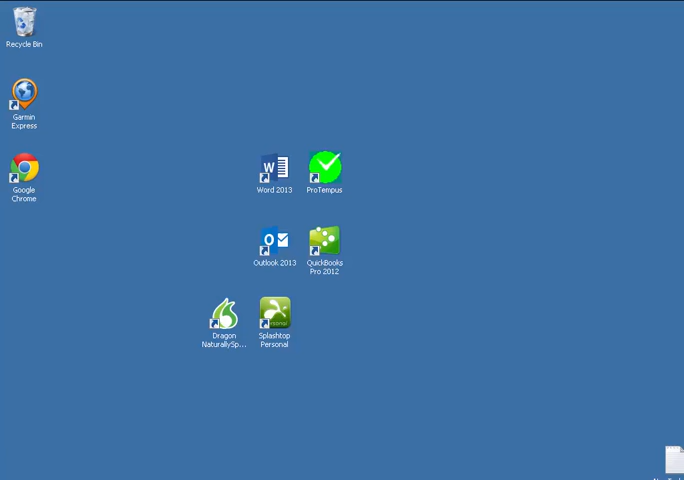 Recycle Bin
Garmin
Express
Google
Chrome
Word 2013
ProTempus
Outlook 2013
QuickBooks
Pro 2012
Dragon
NaturallySp...
Splashtop
Personal